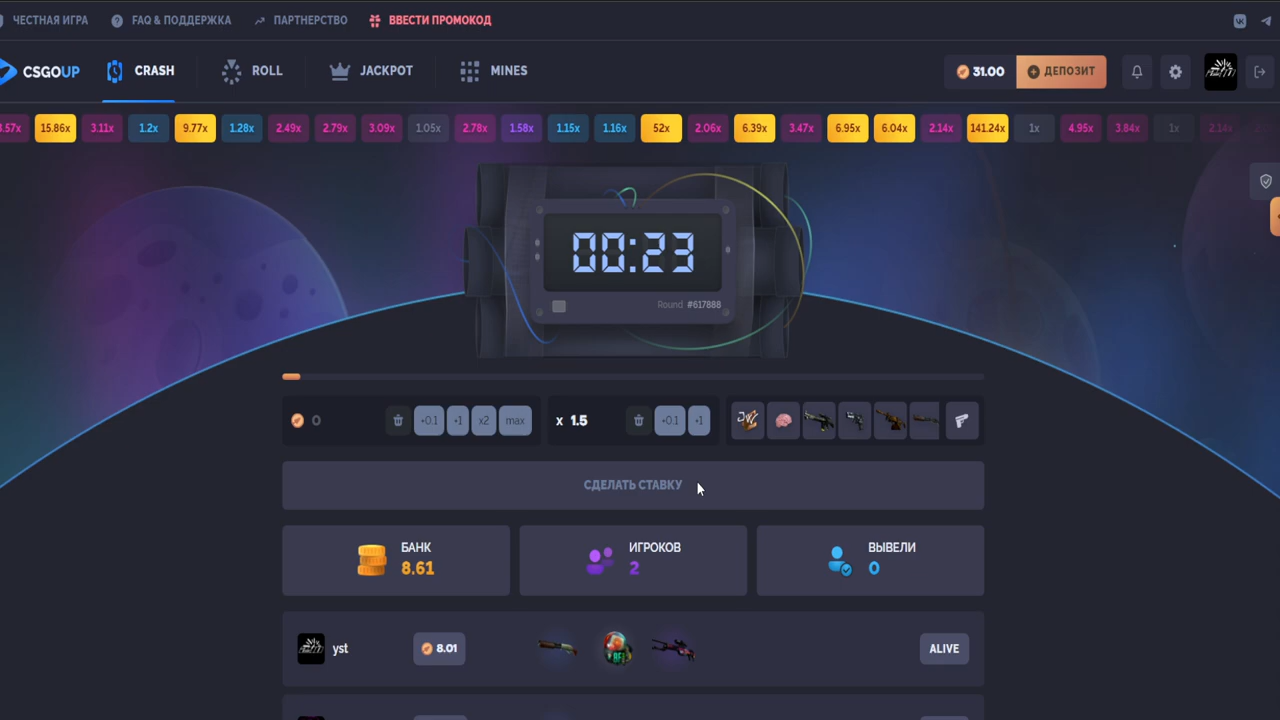 ЧЕСТНАЯ ИГРА FAQ & ПОДДЕРЖКА ПАРТНЕРСТВО ВВЕСТИ ПРОМОКОД
CSGOUP CRASH ROLL JACKPOT MINES 31.00 ДЕПОЗИТ
3.57x 15.86x 3.11x 1.2x 9.77x 1.28x 2.49x 2.79x 3.09x 1.05x 2.78x 1.58x 1.15x 1.16x 52x 2.06x 6.39x 3.47x 6.95x 6.04x 2.14x 141.24x 1x 4.95x 3.84x 1x 2.14x
00:23
Round #617888
0 +0.1 +1 x2 max x 1.5 +0.1 +1
СДЕЛАТЬ СТАВКУ
БАНК
8.61
ИГРОКОВ
2
ВЫВЕЛИ
0
yst 8.01 ALIVE